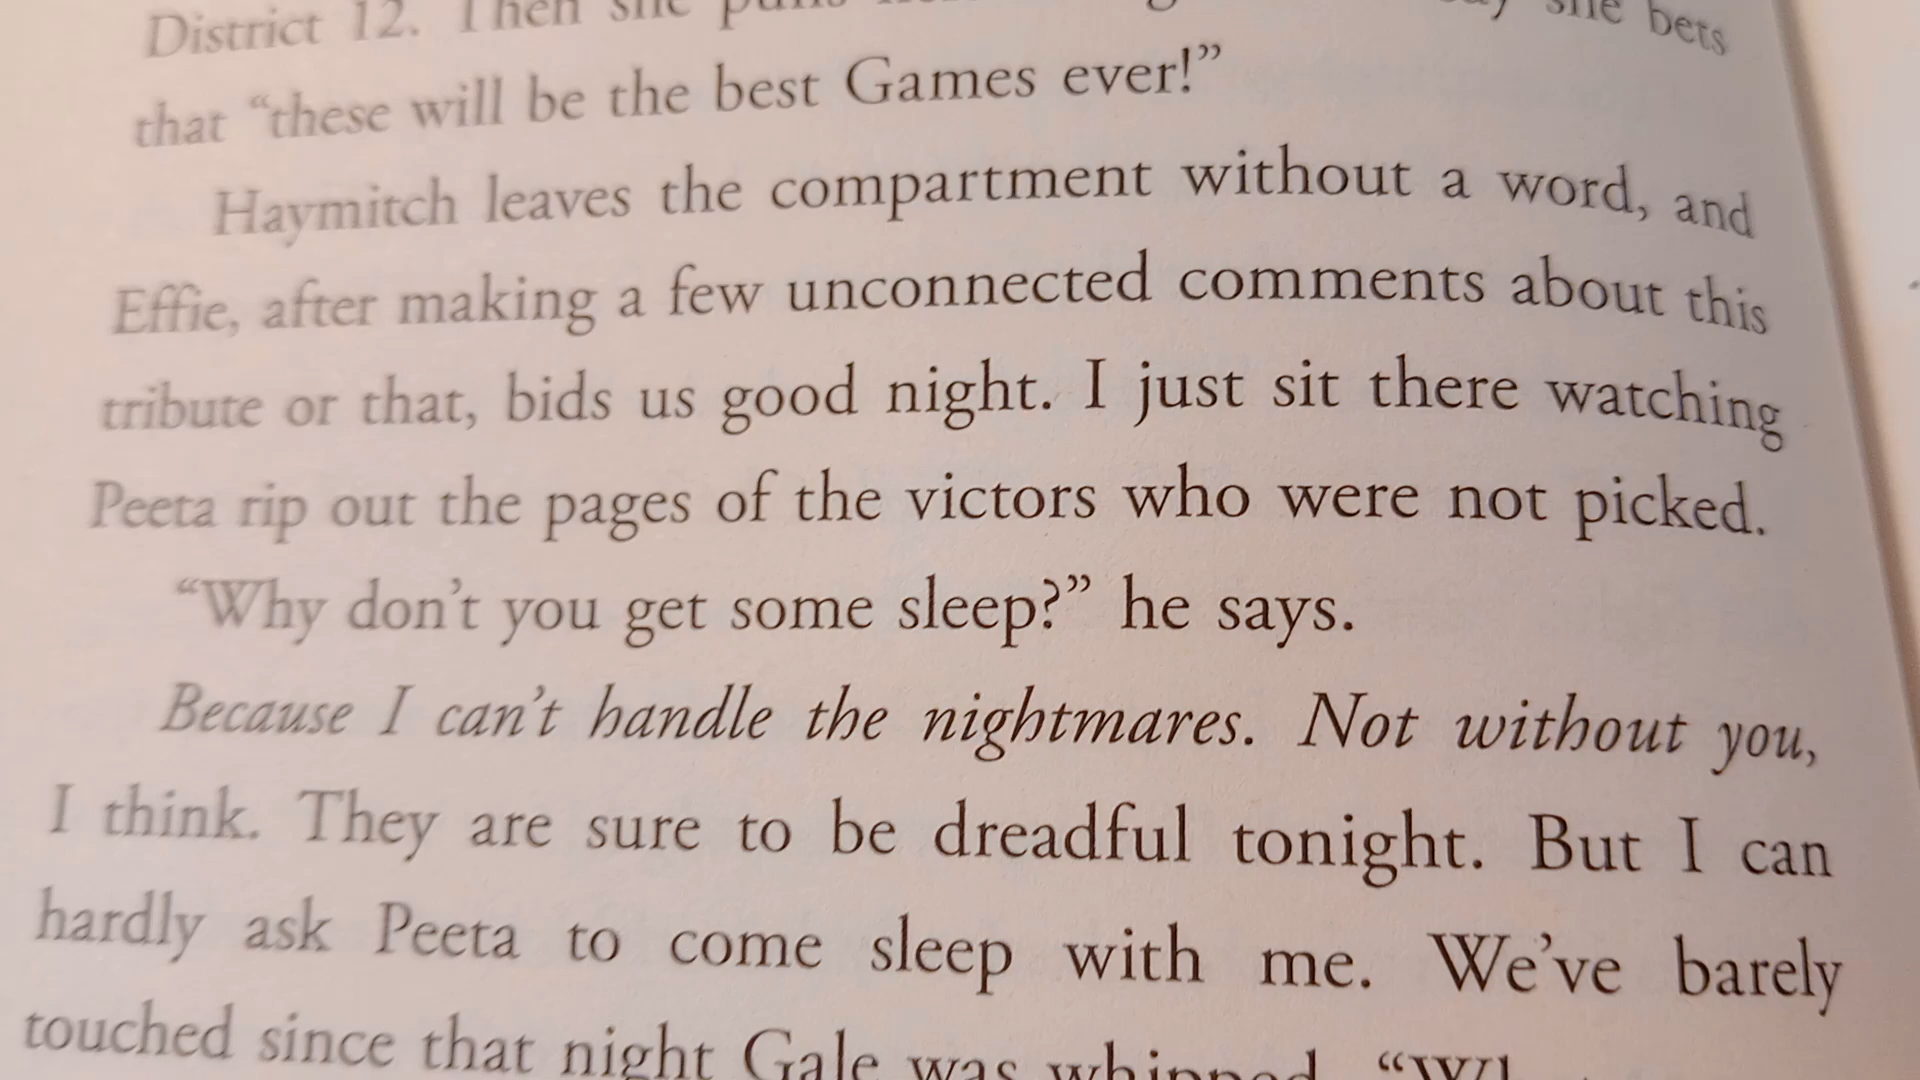 District 12. Then she bets
that “these will be the best Games ever!”
Haymitch leaves the compartment without a word, and
Effie, after making a few unconnected comments about this
tribute or that, bids us good night. I just sit there watching
Peeta rip out the pages of the victors who were not picked.
“Why don’t you get some sleep?” he says.
Because I can’t handle the nightmares. Not without you,
I think. They are sure to be dreadful tonight. But I can
hardly ask Peeta to come sleep with me. We’ve barely
touched since that night Gale was whipped.